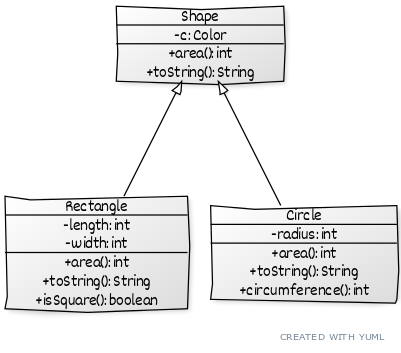 Shape
-c: Color
+area(): int
+toString(): String
Rectangle
-length: int
-width: int
+area(): int
+toString(): String
+isSquare(): boolean
Circle
-radius: int
+area(): int
+toString(): String
+circumference(): int
CREATED WITH YUML